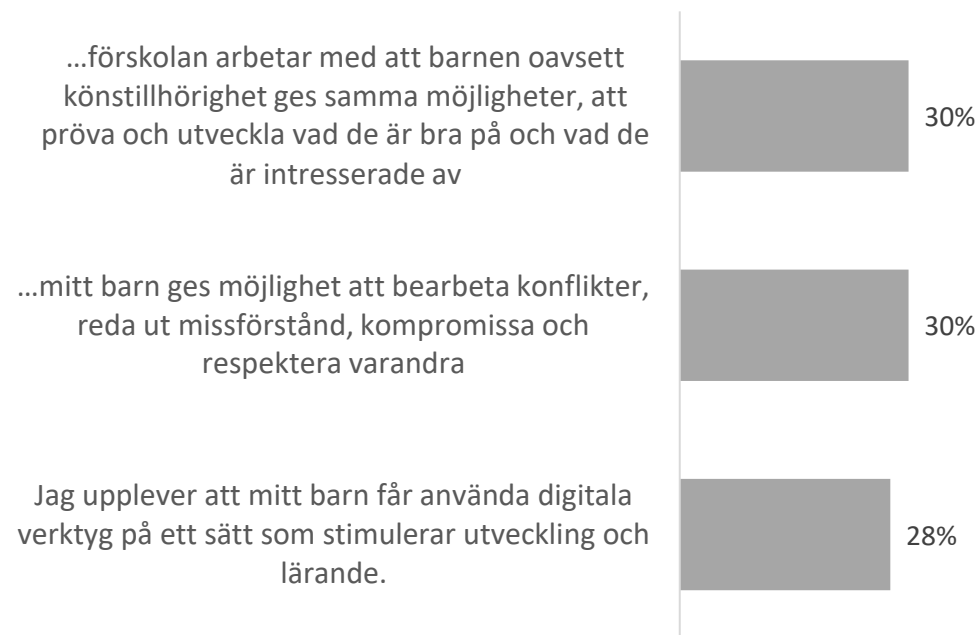 ...förskolan arbetar med att barnen oavsett
könstillhörighet ges samma möjligheter, att
pröva och utveckla vad de är bra på och vad de
är intresserade av
30%
...mitt barn ges möjlighet att bearbeta konflikter,
reda ut missförstånd, kompromissa och
respektera varandra
30%
Jag upplever att mitt barn får använda digitala
verktyg på ett sätt som stimulerar utveckling och
lärande.
28%